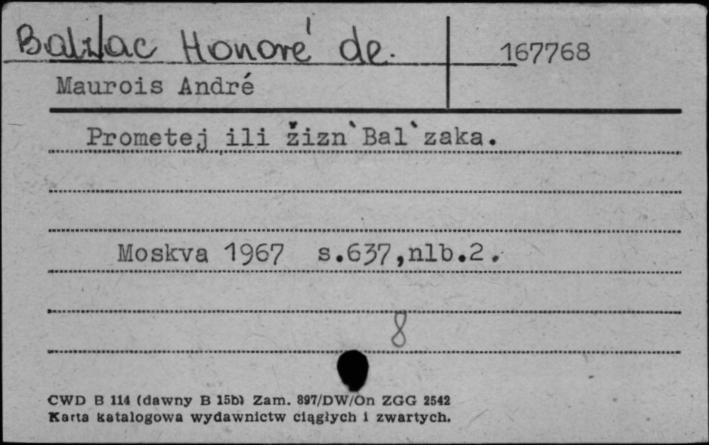 Balzac Honoré de.
167768
Maurois André
Prometej ili žizn`Bal`zaka.
Moskva 1967 s.637,nlb.2.
8
CWD B 114 (dawny B 15b) Zam. 897/DW/On ZGG 2542
Karta katalogowa wydawnictw ciągłych i zwartych.